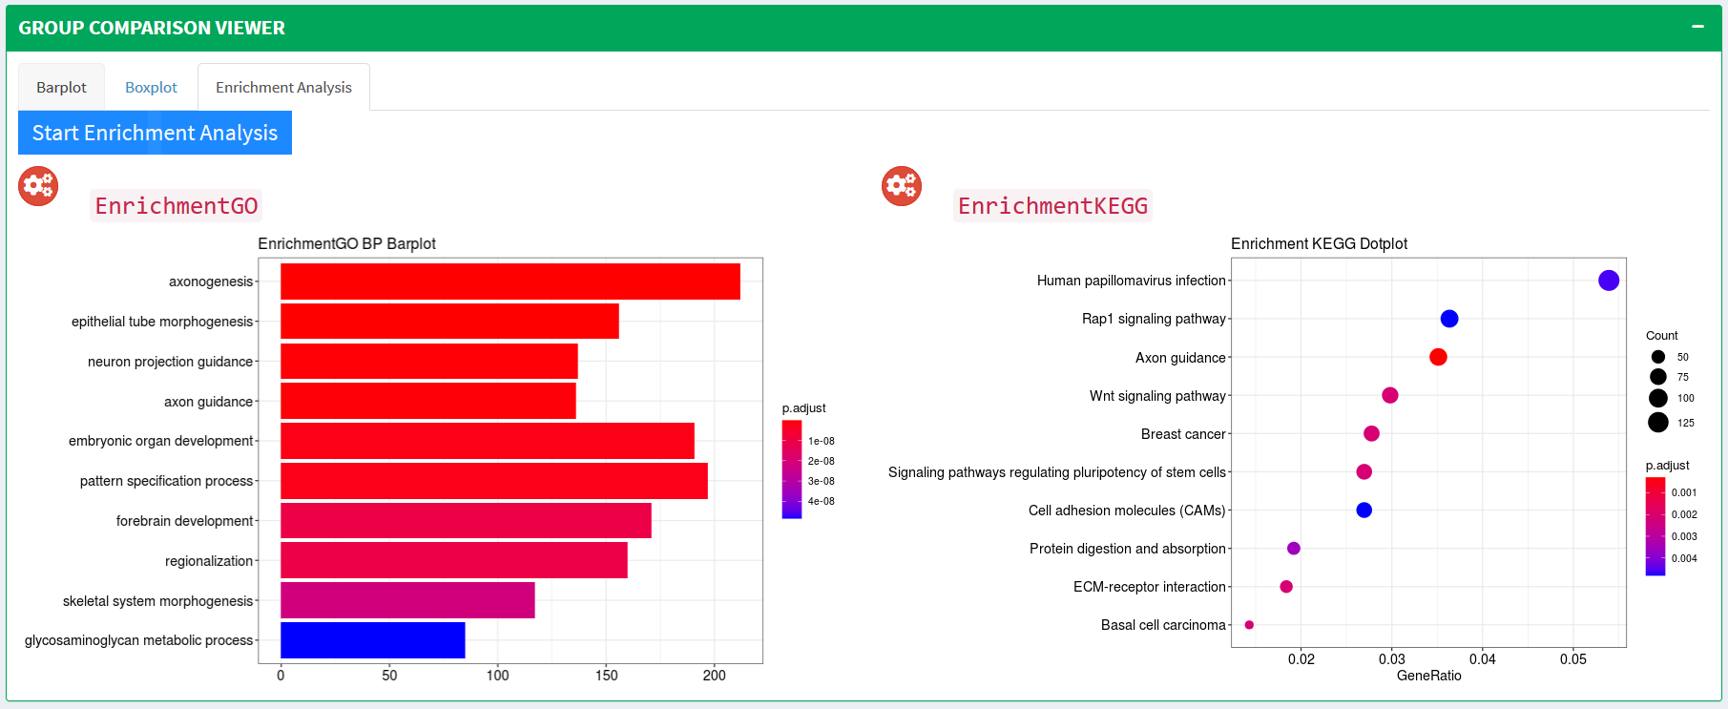 GROUP COMPARISON VIEWER
Barplot Boxplot Enrichment Analysis
Start Enrichment Analysis
EnrichmentGO
EnrichmentGO BP Barplot
axonogenesis
epithelial tube morphogenesis
neuron projection guidance
axon guidance
embryonic organ development
pattern specification process
forebrain development
regionalization
skeletal system morphogenesis
glycosaminoglycan metabolic process
0 50 100 150 200
p.adjust
1e-08
2e-08
3e-08
4e-08
EnrichmentKEGG
Enrichment KEGG Dotplot
Human papillomavirus infection
Rap1 signaling pathway
Axon guidance
Wnt signaling pathway
Breast cancer
Signaling pathways regulating pluripotency of stem cells
Cell adhesion molecules (CAMs)
Protein digestion and absorption
ECM-receptor interaction
Basal cell carcinoma
0.02 0.03 0.04 0.05
GeneRatio
Count
50
75
100
125
p.adjust
0.001
0.002
0.003
0.004